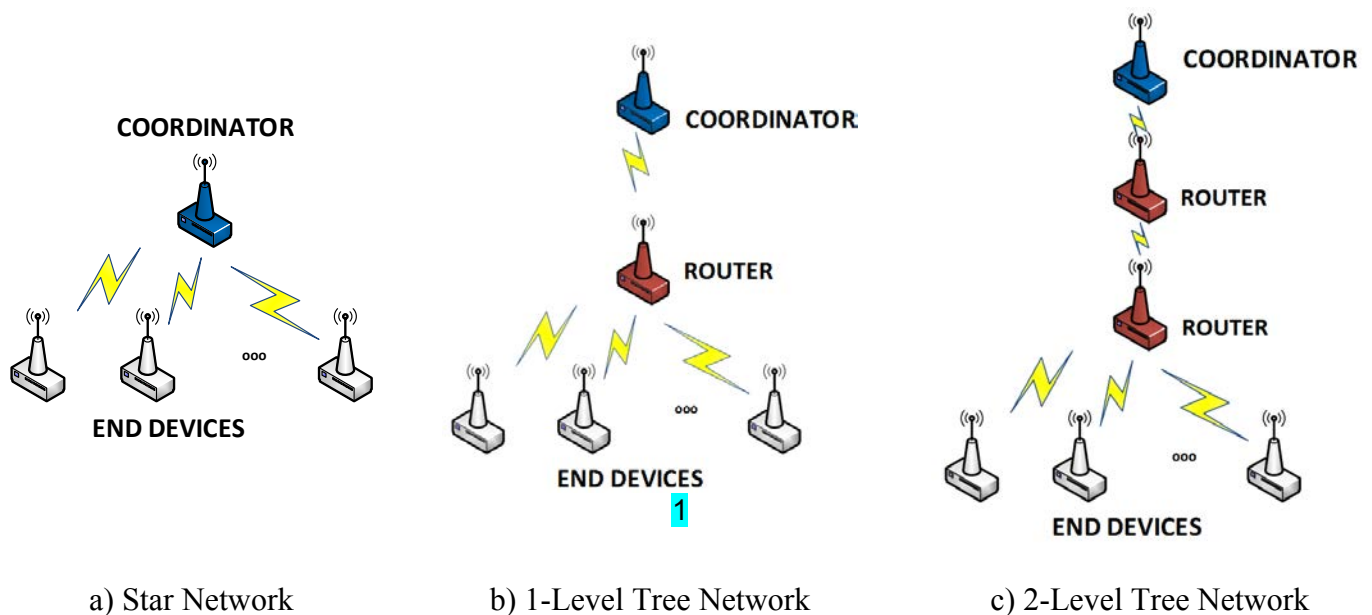 COORDINATOR
ooo
END DEVICES
a) Star Network
COORDINATOR
ROUTER
ooo
END DEVICES
1
b) 1-Level Tree Network
COORDINATOR
ROUTER
ROUTER
ooo
END DEVICES
c) 2-Level Tree Network